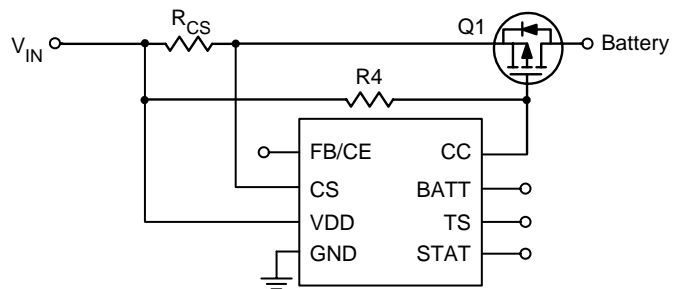 Q1
R_CS
V_IN
Battery
R4
FB/CE CC
CS BATT
VDD TS
GND STAT